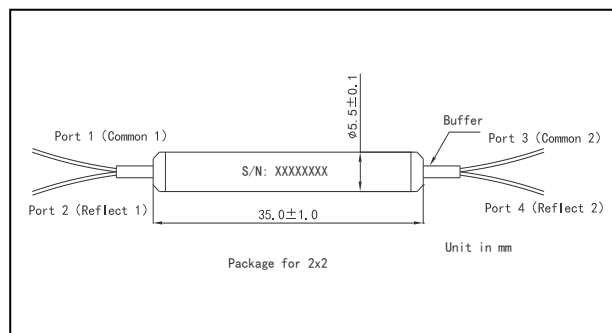 φ5.5±0.1
Buffer
Port 1 (Common 1)
Port 3 (Common 2)
S/N: XXXXXXXX
Port 2 (Reflect 1)
Port 4 (Reflect 2)
35.0±1.0
Unit in mm
Package for 2x2